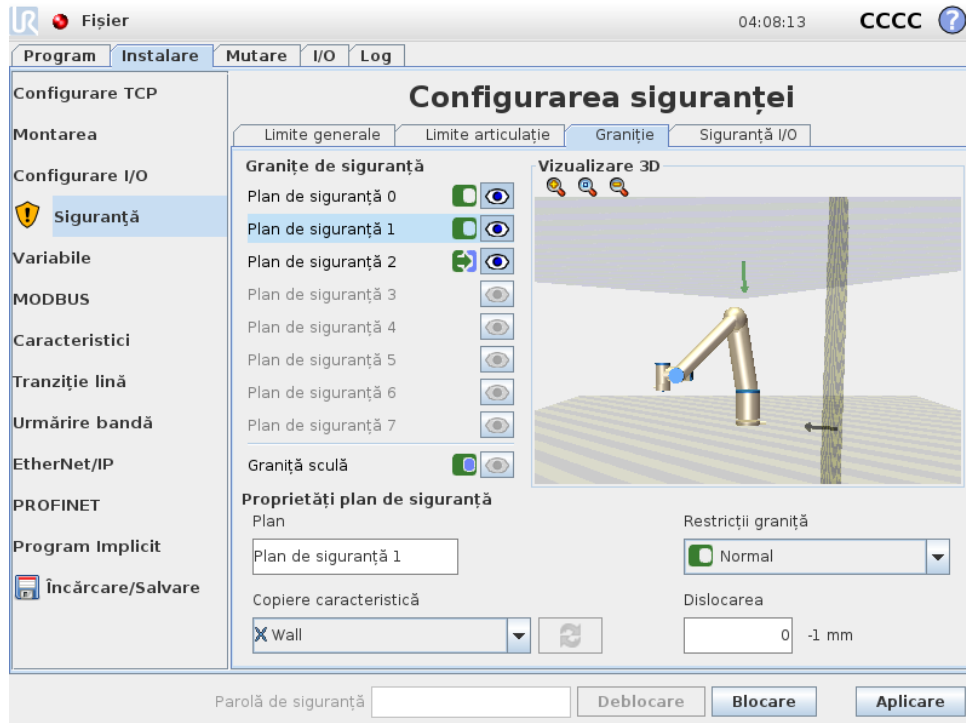 UR Fișier 04:08:13 CCCC ?
Program Instalare Mutare I/O Log
Configurare TCP
Montarea
Configurare I/O
Siguranță
Variabile
MODBUS
Caracteristici
Tranziție lină
Urmărire bandă
EtherNet/IP
PROFINET
Program Implicit
Încărcare/Salvare
Configurarea siguranței
Limite generale Limite articulație Graniție Siguranță I/O
Granițe de siguranță
Plan de siguranță 0
Plan de siguranță 1
Plan de siguranță 2
Plan de siguranță 3
Plan de siguranță 4
Plan de siguranță 5
Plan de siguranță 6
Plan de siguranță 7
Graniță sculă
Vizualizare 3D
Proprietăți plan de siguranță
Plan
Plan de siguranță 1
Restricții graniță
Normal
Copiere caracteristică
Wall
Dislocarea
0 -1 mm
Parolă de siguranță Deblocare Blocare Aplicare